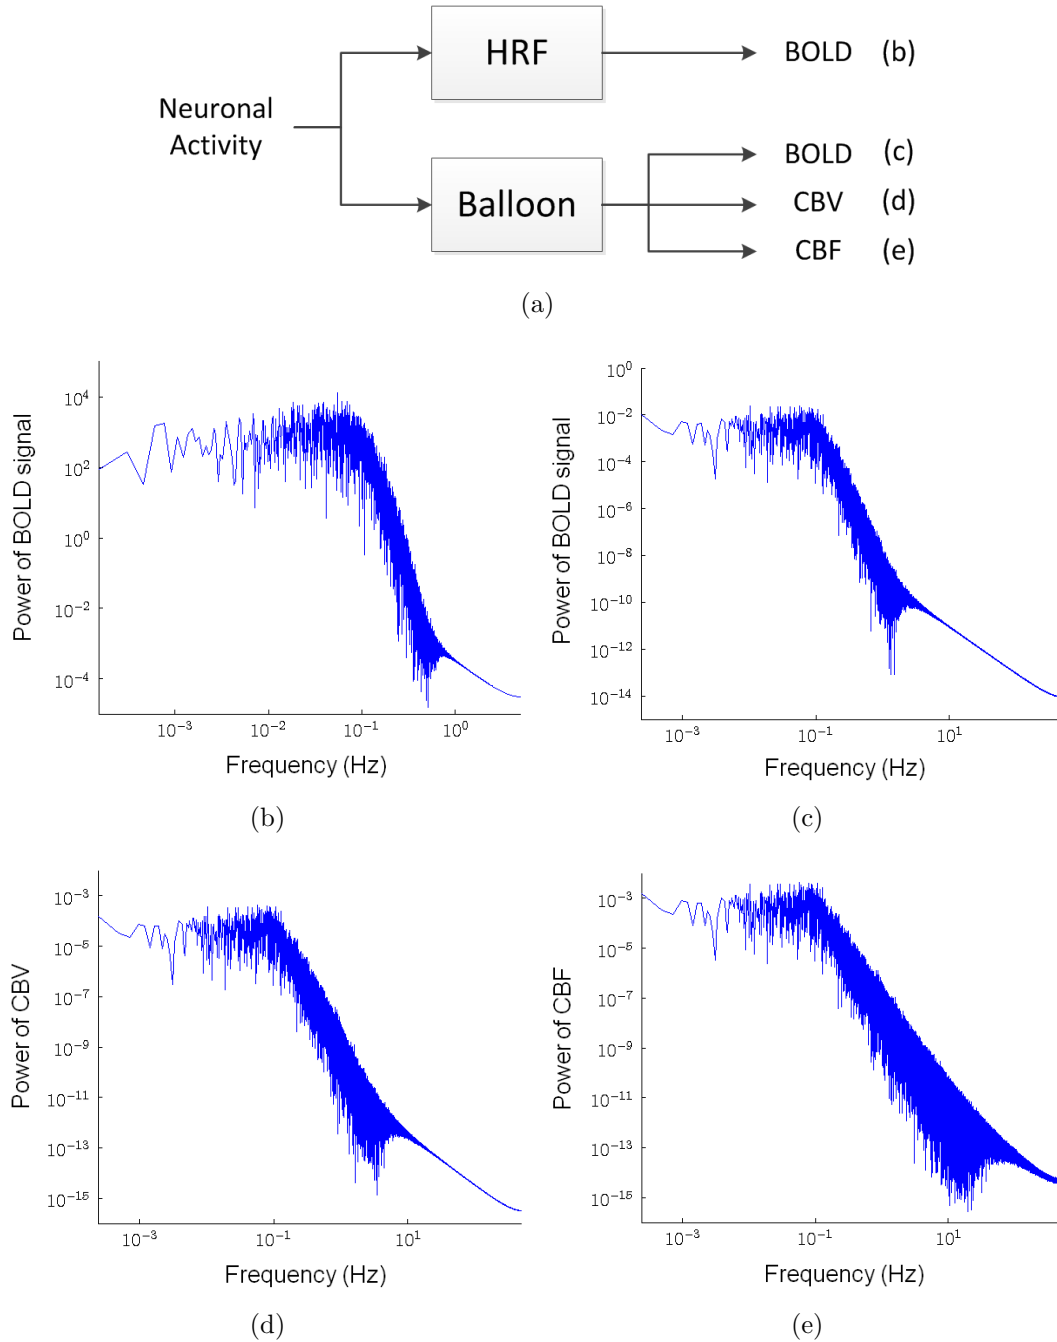 HRF
BOLD (b)
Neuronal
Activity
BOLD (c)
Balloon
CBV (d)
CBF (e)
(a)
10^4
10^2
10^0
10^-2
10^-4
Power of BOLD signal
10^-3 10^-2 10^-1 10^0
Frequency (Hz)
(b)
10^0
10^-2
10^-4
10^-6
10^-8
10^-10
10^-12
10^-14
Power of BOLD signal
10^-3 10^-1 10^1
Frequency (Hz)
(c)
10^-3
10^-5
10^-7
10^-9
10^-11
10^-13
10^-15
Power of CBV
10^-3 10^-1 10^1
Frequency (Hz)
(d)
10^-3
10^-5
10^-7
10^-9
10^-11
10^-13
10^-15
Power of CBF
10^-3 10^-1 10^1
Frequency (Hz)
(e)